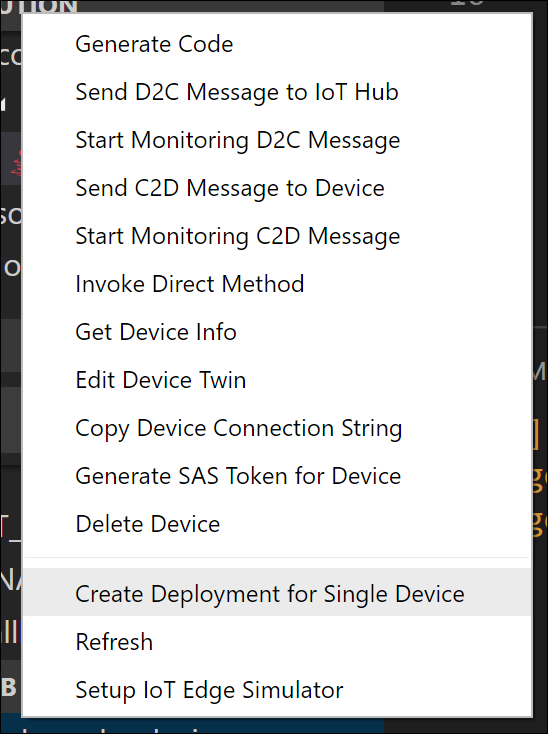 Generate Code
Send D2C Message to IoT Hub
Start Monitoring D2C Message
Send C2D Message to Device
Start Monitoring C2D Message
Invoke Direct Method
Get Device Info
Edit Device Twin
Copy Device Connection String
Generate SAS Token for Device
Delete Device
Create Deployment for Single Device
Refresh
Setup IoT Edge Simulator